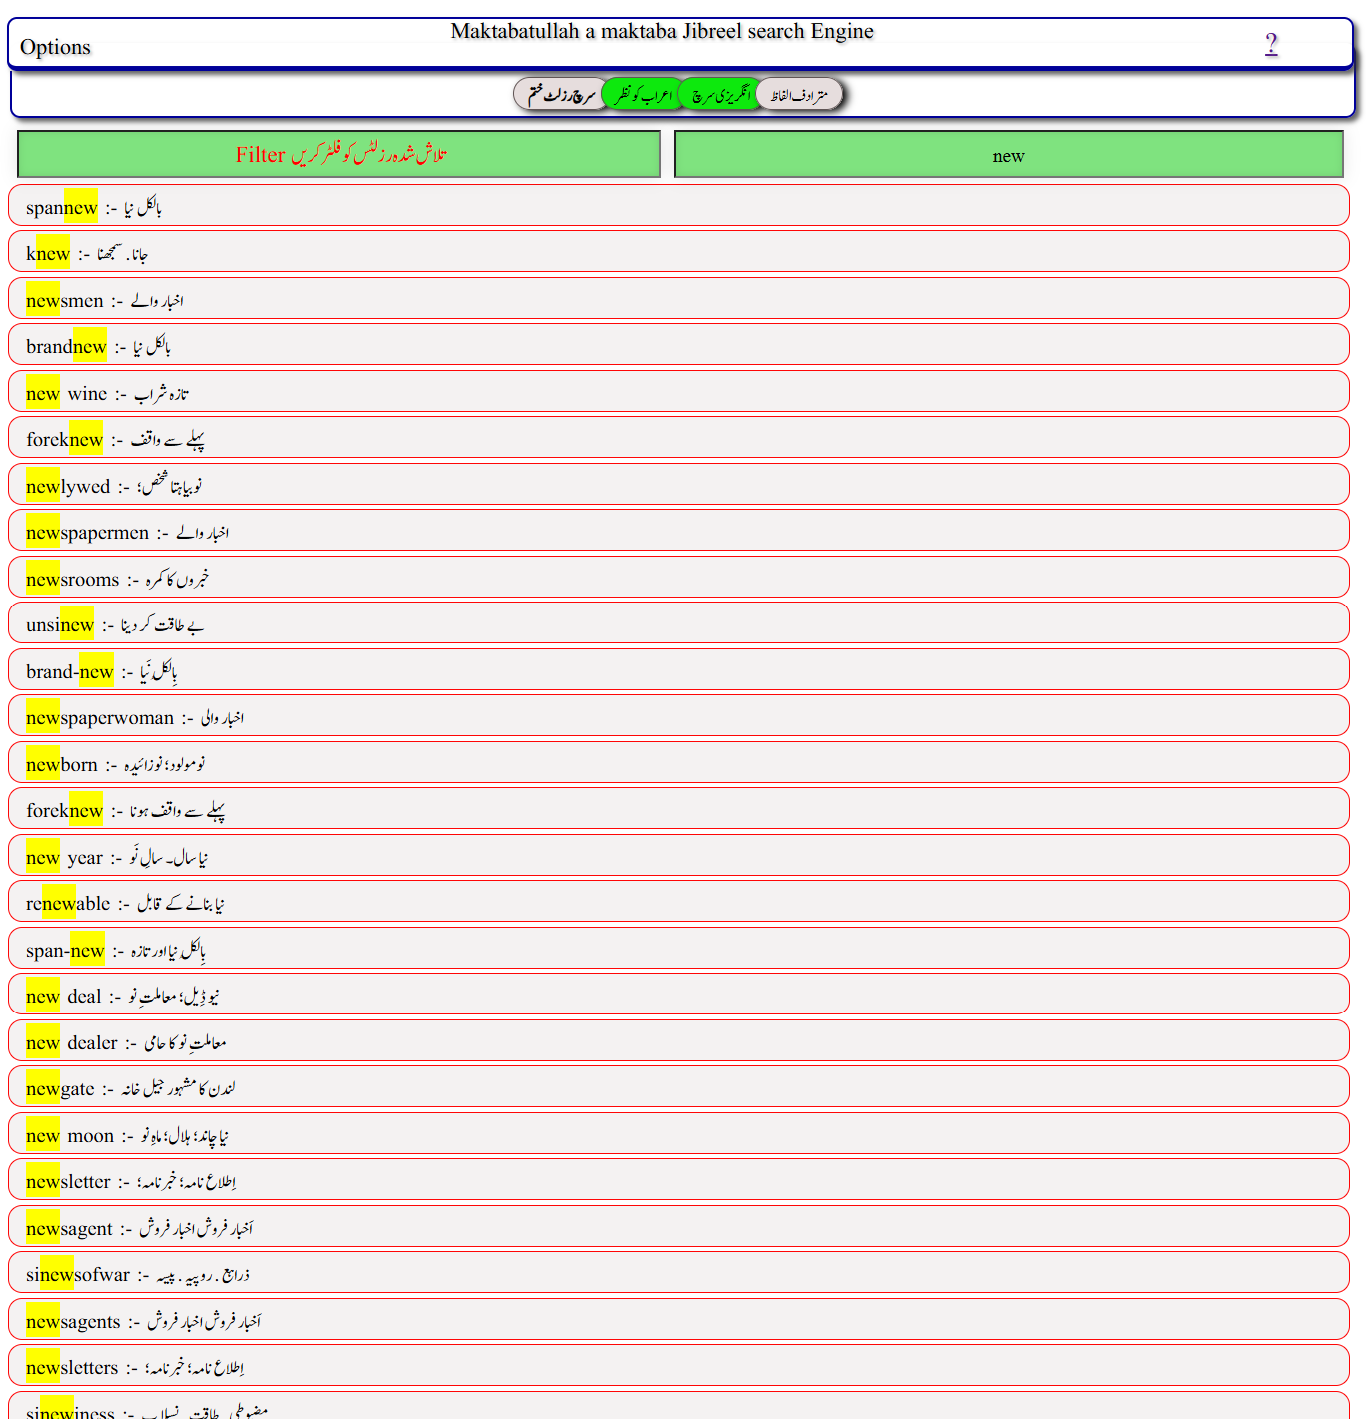 Maktabatullah a maktaba Jibreel search Engine
Options
?
سرچ رزلٹ ختم
اعراب کو نظر
انگریزی سرچ
مترادف الفاظ
تلاش شدہ رزلٹس کو فلٹر کریں Filter
new
spannew :- بالکل نیا
knew :- جانا . سمجھنا
newsmen :- اخبار والے
brandnew :- بالکل نیا
new wine :- تازہ شراب
foreknew :- پہلے سے واقف
newlywed :- نوبیاہتا شخص؛
newspapermen :- اخبار والے
newsrooms :- خبروں کا کمرہ
unsinew :- بے طاقت کر دینا
brand-new :- بِالکل نَیا
newspaperwoman :- اخبار والی
newborn :- نومولود؛ نوزائیدہ
foreknew :- پہلے سے واقف ہونا
new year :- نیا سال۔ سالِ نَو
renewable :- نیا بنانے کے قابل
span-new :- بِالکل نیا اور تازہ
new deal :- نیو ڈِیل؛ معاملتِ نو
new dealer :- معاملتِ نو کا حامی
newgate :- لندن کا مشہور جیل خانہ
new moon :- نیا چاند؛ ہلال؛ ماہِ نو
newsletter :- اِطلاع نامہ؛ خبر نامہ؛
newsagent :- اَخبار فروش اخبار فروش
sinewsofwar :- ذرایع . روپیہ . پیسہ
newsagents :- اَخبار فروش اخبار فروش
newsletters :- اِطلاع نامہ؛ خبر نامہ؛
sinewiness :- مضبوطی . طاقت .